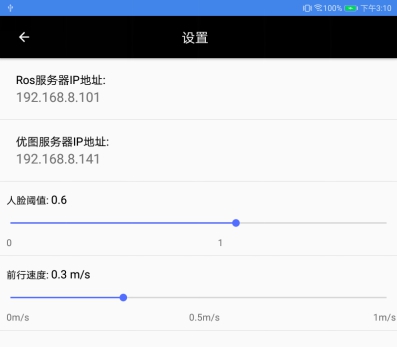 100% 下午3:10
设置
Ros服务器IP地址:
192.168.8.101
优图服务器IP地址:
192.168.8.141
人脸阈值: 0.6
0 1
前行速度: 0.3 m/s
0m/s 0.5m/s 1m/s